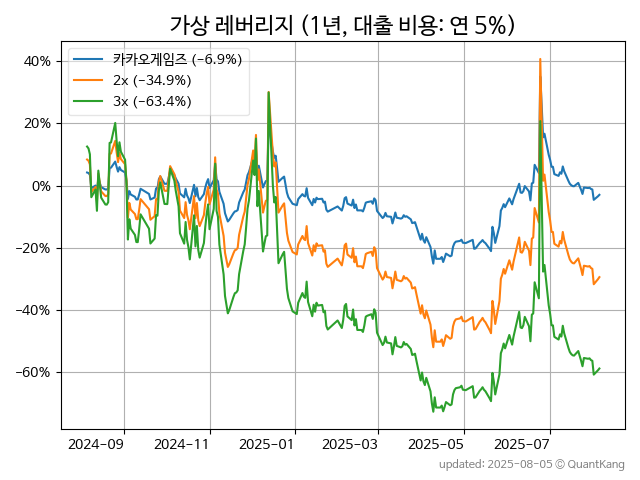 가상 레버리지 (1년, 대출 비용: 연 5%)
카카오게임즈 (−6.9%)
2x (−34.9%)
3x (−63.4%)
40%
20%
0%
−20%
−40%
−60%
2024-09 2024-11 2025-01 2025-03 2025-05 2025-07
updated: 2025-08-05 © QuantKang